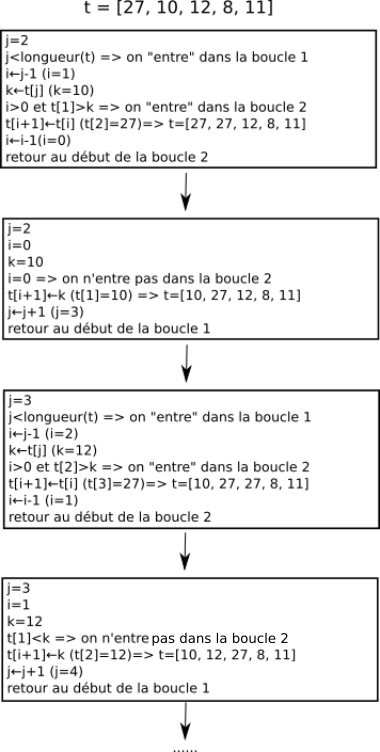 t = [27, 10, 12, 8, 11]
j=2
j<longueur(t) => on "entre" dans la boucle 1
i←j-1 (i=1)
k←t[j] (k=10)
i>0 et t[1]>k => on "entre" dans la boucle 2
t[i+1]←t[i] (t[2]=27)=> t=[27, 27, 12, 8, 11]
i←i-1(i=0)
retour au début de la boucle 2
j=2
i=0
k=10
i=0 => on n'entre pas dans la boucle 2
t[i+1]←k (t[1]=10) => t=[10, 27, 12, 8, 11]
j←j+1 (j=3)
retour au début de la boucle 1
j=3
j<longueur(t) => on "entre" dans la boucle 1
i←j-1 (i=2)
k←t[j] (k=12)
i>0 et t[2]>k => on "entre" dans la boucle 2
t[i+1]←t[i] (t[3]=27)=> t=[10, 27, 27, 8, 11]
i←i-1 (i=1)
retour au début de la boucle 2
j=3
i=1
k=12
t[1]<k => on n'entre pas dans la boucle 2
t[i+1]←k (t[2]=12)=> t=[10, 12, 27, 8, 11]
j←j+1 (j=4)
retour au début de la boucle 1
......